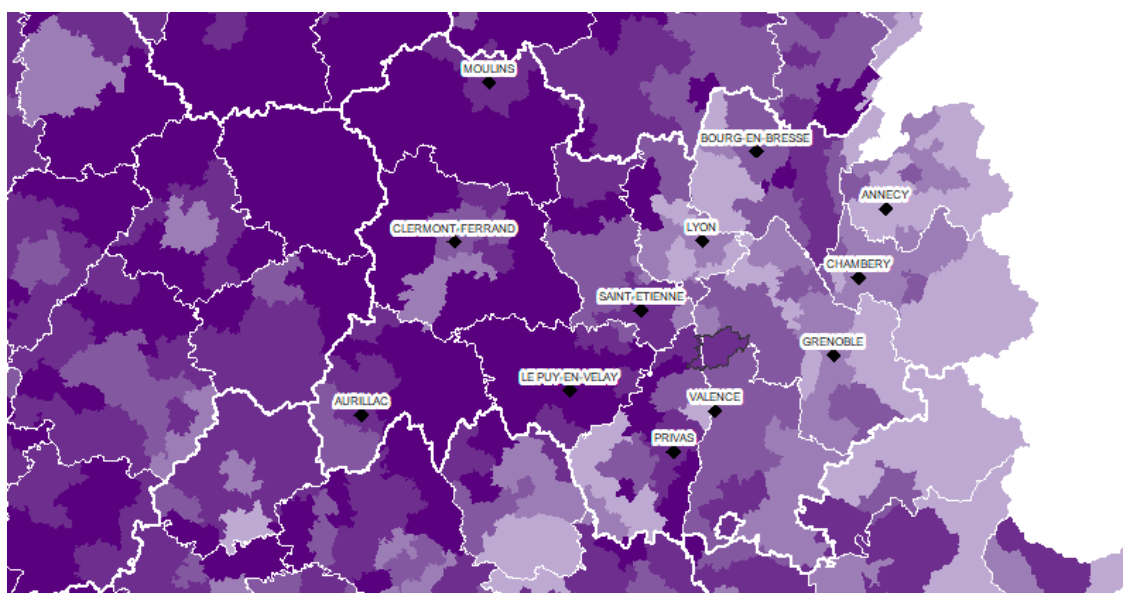 MOULINS
BOURG-EN-BRESSE
ANNECY
CLERMONT-FERRAND
LYON
CHAMBERY
SAINT-ETIENNE
GRENOBLE
LE PUY-EN-VELAY
AURILLAC
VALENCE
PRIVAS